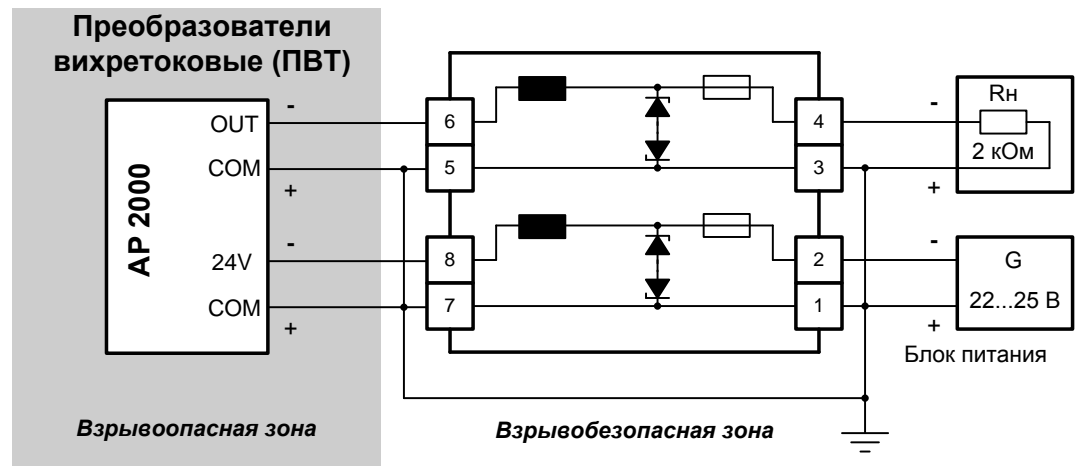 Преобразователи
вихретоковые (ПВТ)
AP 2000
OUT
-
COM
+
24V
-
COM
+
6
5
8
7
4
3
2
1
-
Rн
2 кОм
+
-
G
22...25 В
+
Блок питания
Взрывоопасная зона
Взрывобезопасная зона